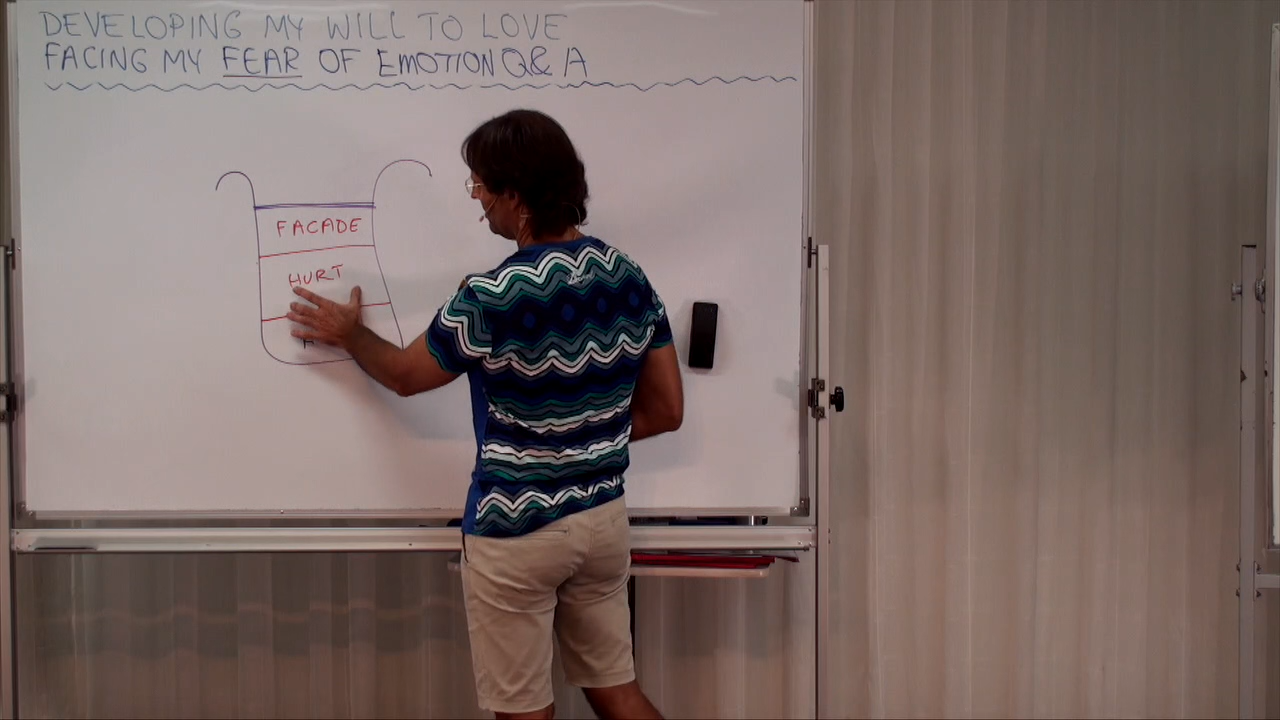 DEVELOPING MY WILL TO LOVE
FACING MY FEAR OF EMOTION Q & A
FACADE
HURT